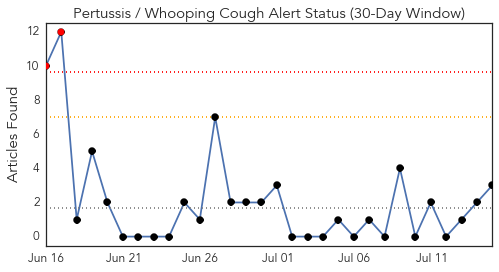 Pertussis / Whooping Cough Alert Status (30-Day Window)
Articles Found
12
10
8
6
4
2
0
Jun 16 Jun 21 Jun 26 Jul 01 Jul 06 Jul 11